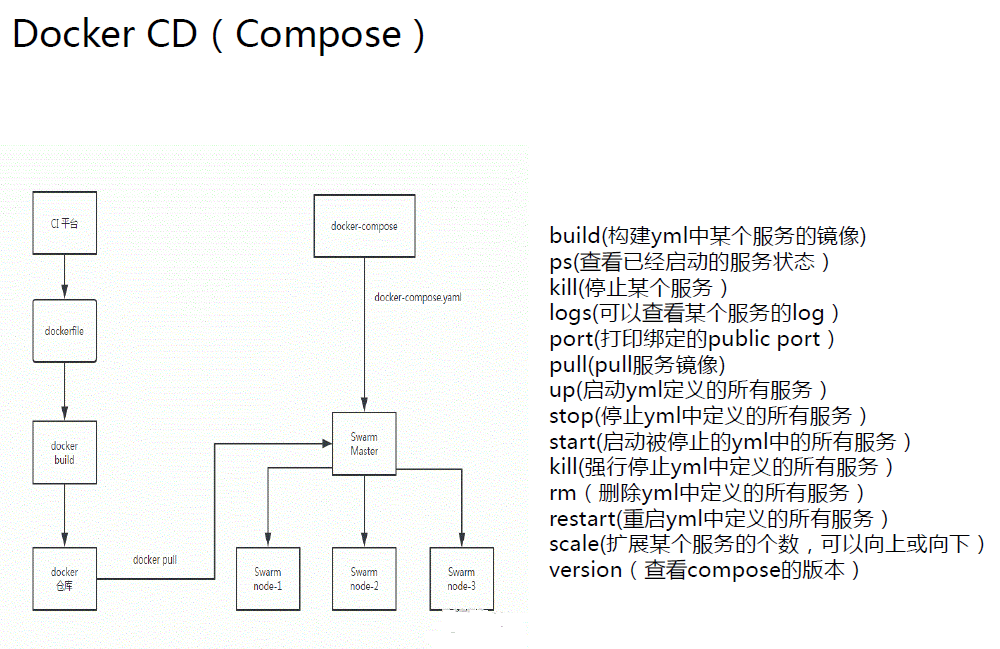 Docker CD（Compose）
CI 平台
dockerfile
docker
build
docker
仓库
docker pull
docker-compose
docker-compose.yaml
Swarm
Master
Swarm
node-1
Swarm
node-2
Swarm
node-3
build(构建yml中某个服务的镜像)
ps(查看已经启动的服务状态）
kill(停止某个服务）
logs(可以查看某个服务的log）
port(打印绑定的public port）
pull(pull服务镜像)
up(启动yml定义的所有服务）
stop(停止yml中定义的所有服务）
start(启动被停止的yml中的所有服务）
kill(强行停止yml中定义的所有服务）
rm（删除yml中定义的所有服务）
restart(重启yml中定义的所有服务）
scale(扩展某个服务的个数，可以向上或向下）
version（查看compose的版本）